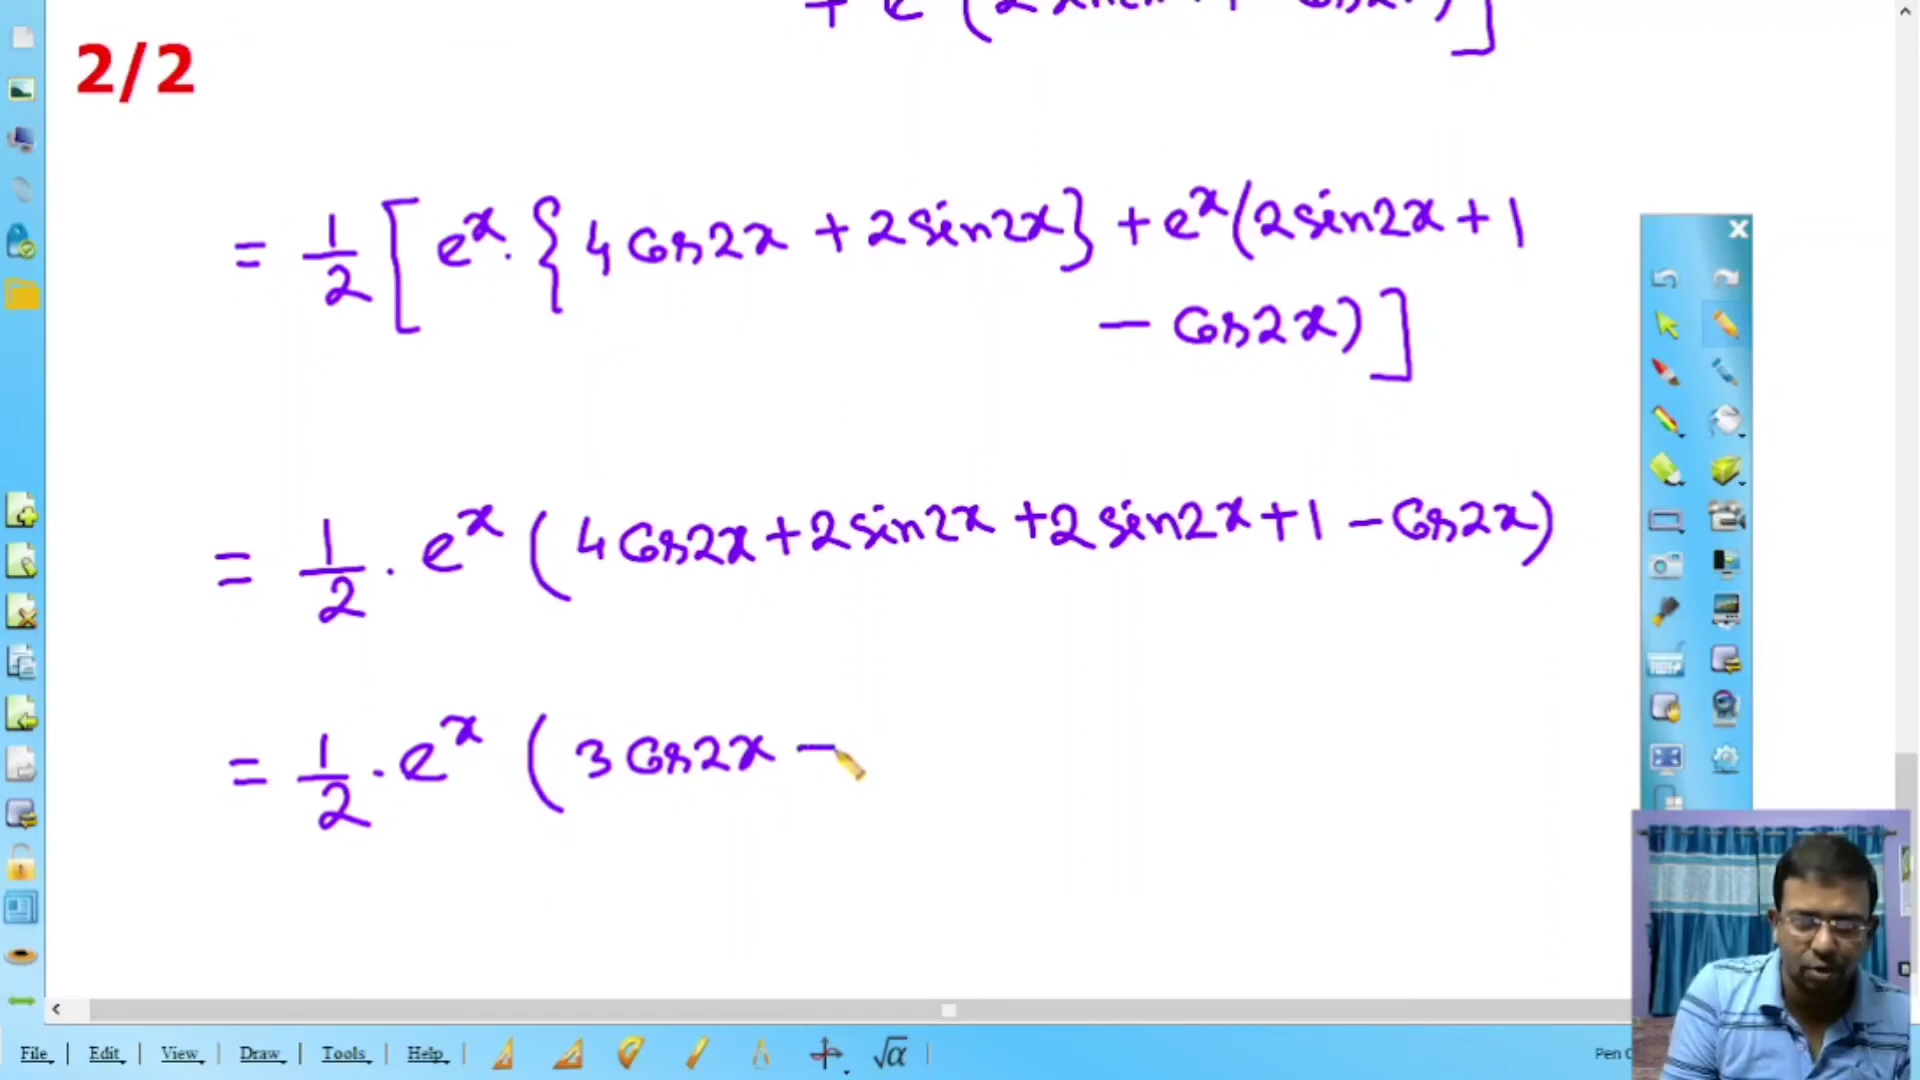 2/2
= 1/2 [ e^x . { 4 cos2x + 2 sin2x } + e^x ( 2 sin2x + 1
- cos2x ) ]
= 1/2 . e^x ( 4 cos2x + 2 sin2x + 2 sin2x + 1 - cos2x )
= 1/2 . e^x ( 3 cos2x -
File Edit View Draw Tools Help √α Pen